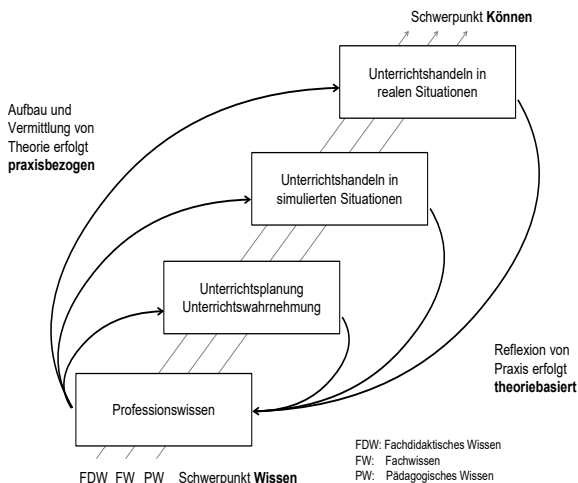 Schwerpunkt Können
Unterrichtshandeln in
realen Situationen
Aufbau und
Vermittlung von
Theorie erfolgt
praxisbezogen
Unterrichtshandeln in
simulierten Situationen
Unterrichtsplanung
Unterrichtswahrnehmung
Reflexion von
Praxis erfolgt
theoriebasiert
Professionswissen
FDW: Fachdidaktisches Wissen
FW: Fachwissen
PW: Pädagogisches Wissen
FDW FW PW Schwerpunkt Wissen